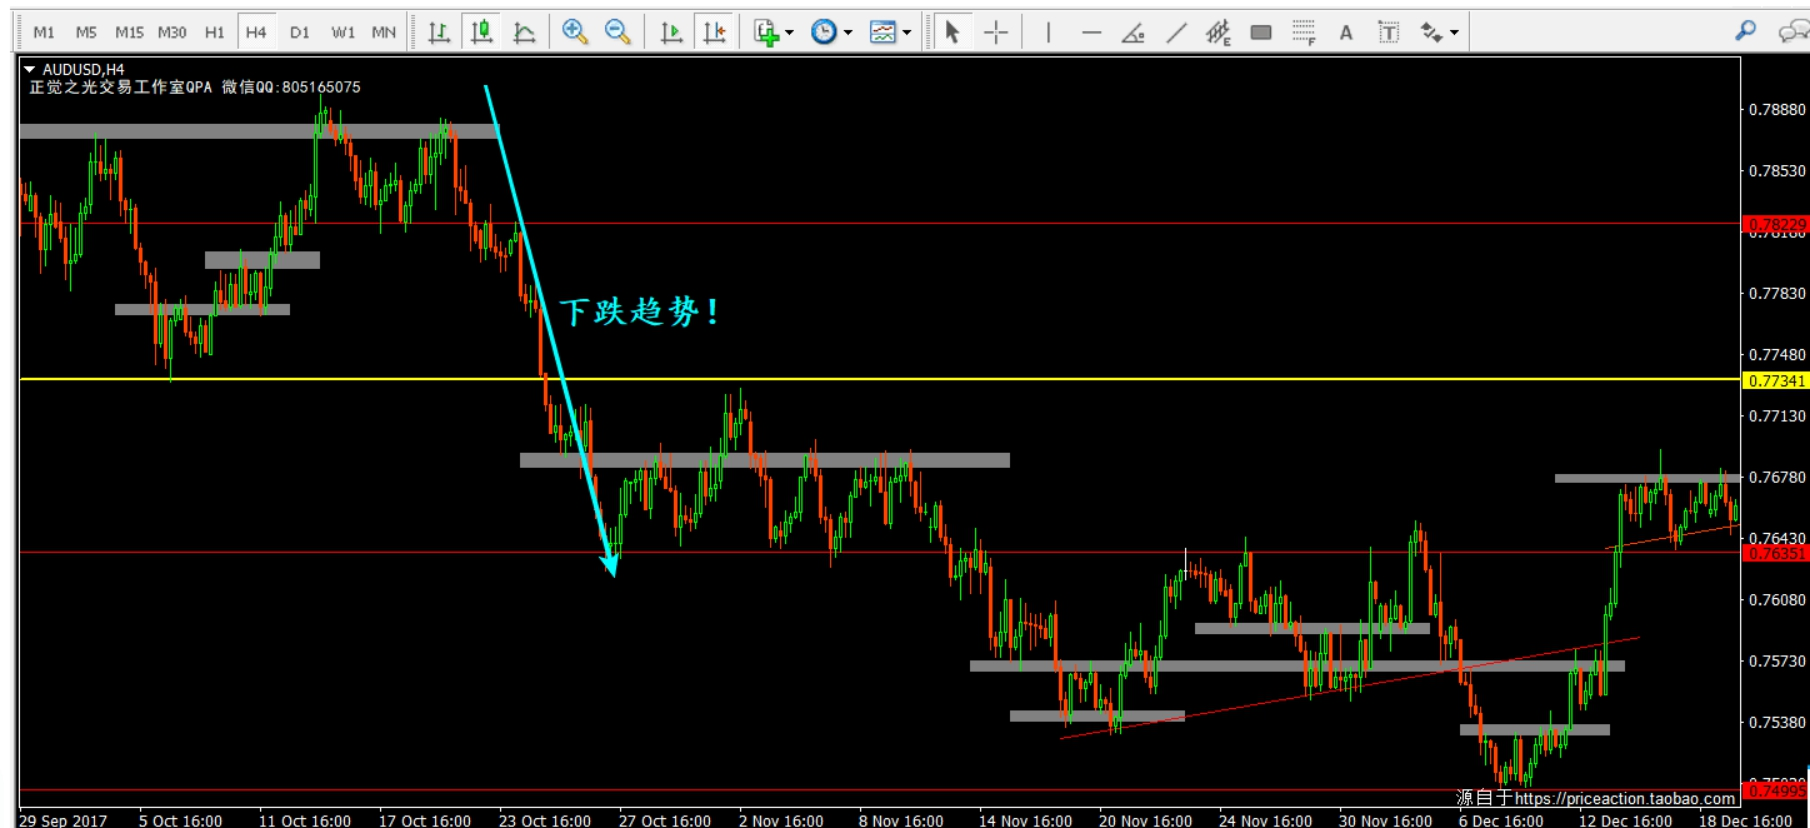 M1 M5 M15 M30 H1 H4 D1 W1 MN E F A T
AUDUSD,H4
正觉之光交易工作室QPA 微信QQ:805165075
0.78880
0.78530
0.78229
0.78180
下跌趋势!
0.77830
0.77480
0.77341
0.77130
0.76780
0.76430
0.76351
0.76080
0.75730
0.75380
0.74995
源自于https://priceaction.taobao.com
29 Sep 2017 5 Oct 16:00 11 Oct 16:00 17 Oct 16:00 23 Oct 16:00 27 Oct 16:00 2 Nov 16:00 8 Nov 16:00 14 Nov 16:00 20 Nov 16:00 24 Nov 16:00 30 Nov 16:00 6 Dec 16:00 12 Dec 16:00 18 Dec 16:00